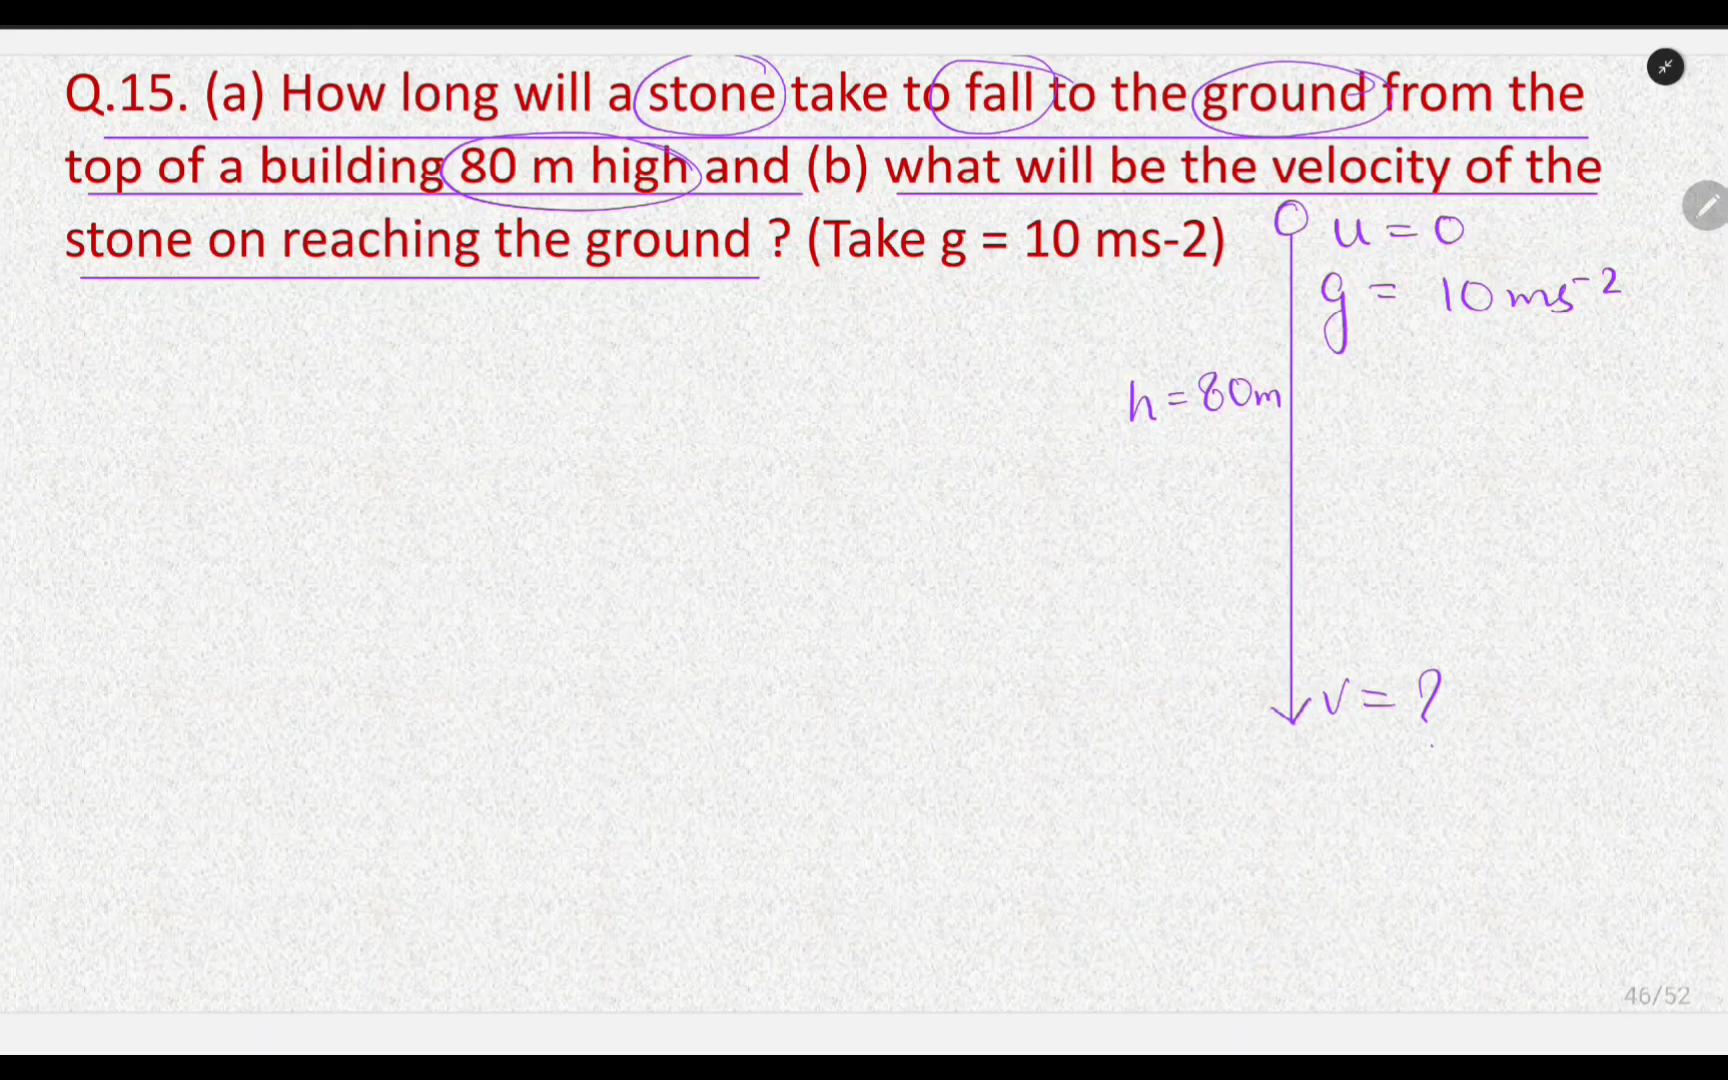 Q.15. (a) How long will a stone take to fall to the ground from the
top of a building 80 m high and (b) what will be the velocity of the
stone on reaching the ground ? (Take g = 10 ms-2)
u = 0
g = 10 ms⁻²
h = 80m
v = ?
46/52